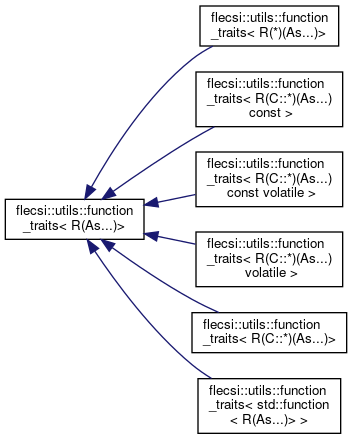 flecsi::utils::function
_traits< R(*)(As...)>
flecsi::utils::function
_traits< R(C::*)(As...)
const >
flecsi::utils::function
_traits< R(C::*)(As...)
const volatile >
flecsi::utils::function
_traits< R(As...)>
flecsi::utils::function
_traits< R(C::*)(As...)
volatile >
flecsi::utils::function
_traits< R(C::*)(As...)>
flecsi::utils::function
_traits< std::function
< R(As...)> >